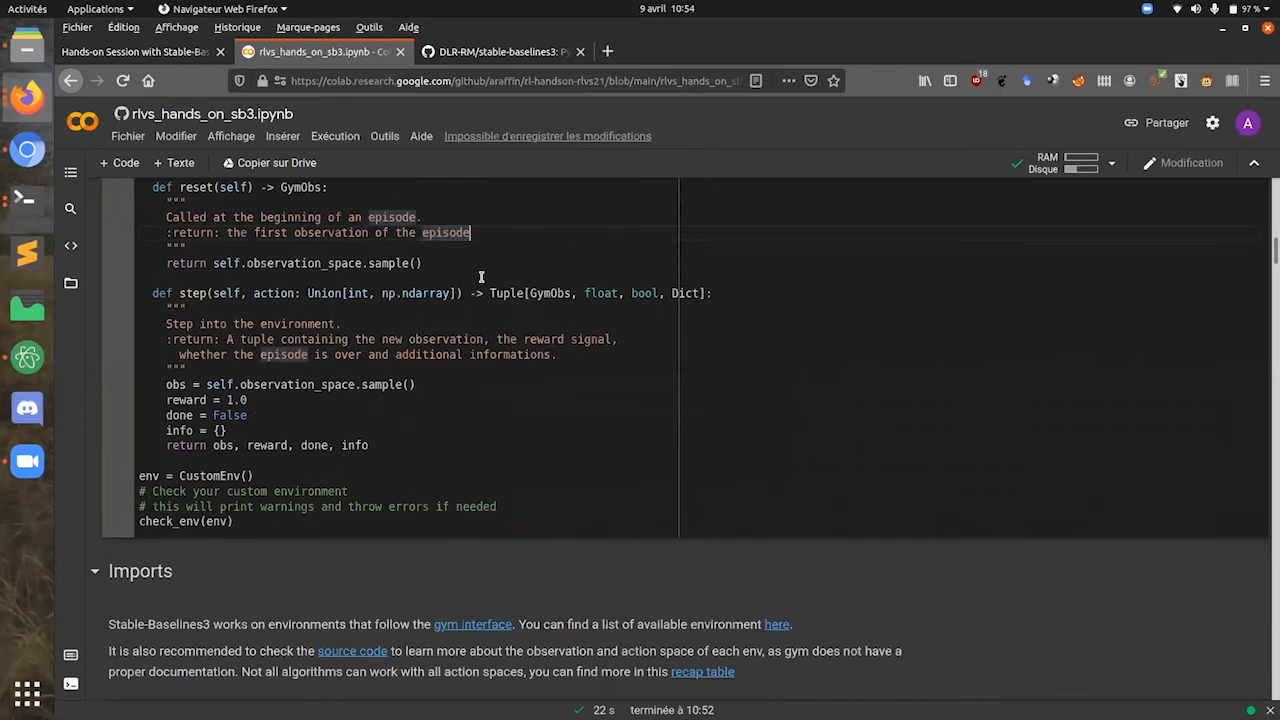 Activités
Applications
Navigateur Web Firefox
9 avril 10:54
97 %
Fichier Édition Affichage Historique Marque-pages Outils Aide
Hands-on Session with Stable-Bas
rlvs_hands_on_sb3.ipynb - Co
DLR-RM/stable-baselines3: Py
https://colab.research.google.com/github/araffin/rl-handson-rlvs21/blob/main/rlvs_hands_on_s
18
rlvs_hands_on_sb3.ipynb
Partager
A
Fichier Modifier Affichage Insérer Exécution Outils Aide Impossible d'enregistrer les modifications
+ Code + Texte Copier sur Drive
RAM
Disque
Modification
def reset(self) -> GymObs:
"""
Called at the beginning of an episode.
:return: the first observation of the episode
"""
return self.observation_space.sample()
def step(self, action: Union[int, np.ndarray]) -> Tuple[GymObs, float, bool, Dict]:
"""
Step into the environment.
:return: A tuple containing the new observation, the reward signal,
whether the episode is over and additional informations.
"""
obs = self.observation_space.sample()
reward = 1.0
done = False
info = {}
return obs, reward, done, info
env = CustomEnv()
# Check your custom environment
# this will print warnings and throw errors if needed
check_env(env)
Imports
Stable-Baselines3 works on environments that follow the gym interface. You can find a list of available environment here.
It is also recommended to check the source code to learn more about the observation and action space of each env, as gym does not have a
proper documentation. Not all algorithms can work with all action spaces, you can find more in this recap table
22 s terminée à 10:52